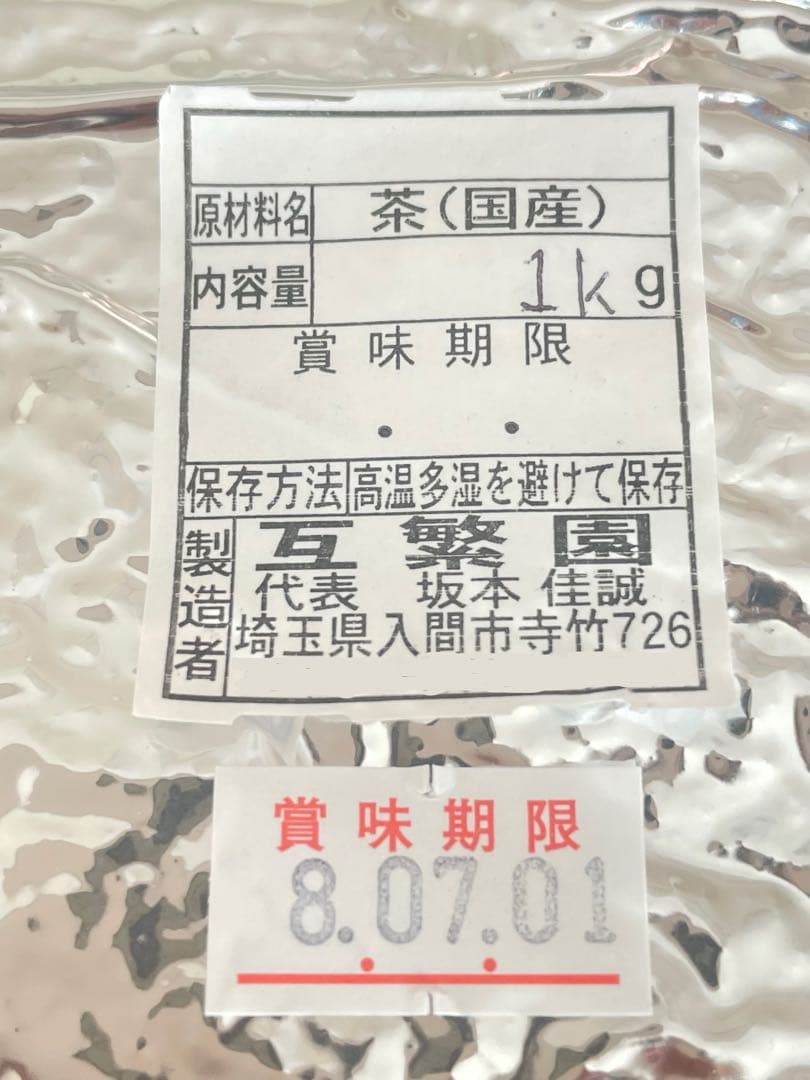 原材料名 茶(国産)
内容量 1kg
賞味期限
. .
保存方法 高温多湿を避けて保存
製造者 互繁園
代表 坂本 佳誠
埼玉県入間市寺竹726
賞味期限
8.07.01